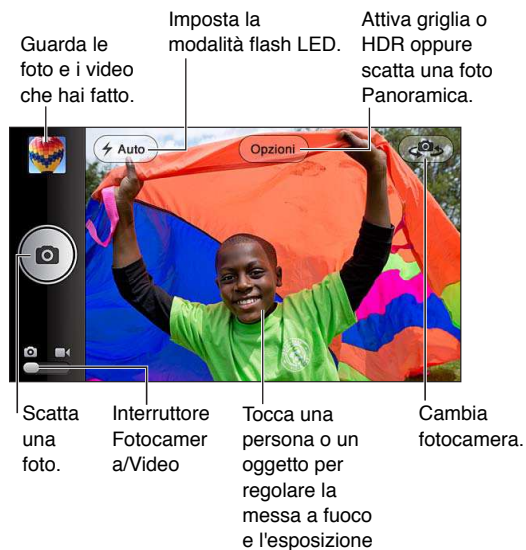 Guarda le
foto e i video
che hai fatto.
Imposta la
modalità flash LED.
Attiva griglia o
HDR oppure
scatta una foto
Panoramica.
Auto
Opzioni
Scatta
una
foto.
Interruttore
Fotocamer
a/Video
Tocca una
persona o un
oggetto per
regolare la
messa a fuoco
e l'esposizione
Cambia
fotocamera.